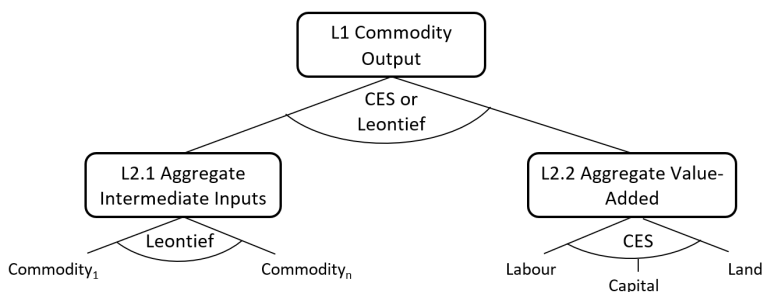 L1 Commodity
Output
CES or
Leontief
L2.1 Aggregate
Intermediate Inputs
L2.2 Aggregate Value-
Added
Leontief
CES
Commodity₁
Commodityₙ
Labour
Capital
Land